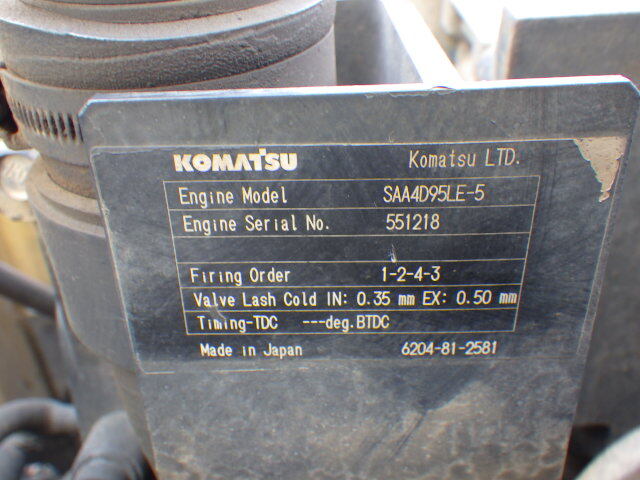 KOMATSU Komatsu LTD.
Engine Model SAA4D95LE-5
Engine Serial No. 551218
Firing Order 1-2-4-3
Valve Lash Cold IN: 0.35 mm EX: 0.50 mm
Timing-TDC ---deg.BTDC
Made in Japan 6204-81-2581